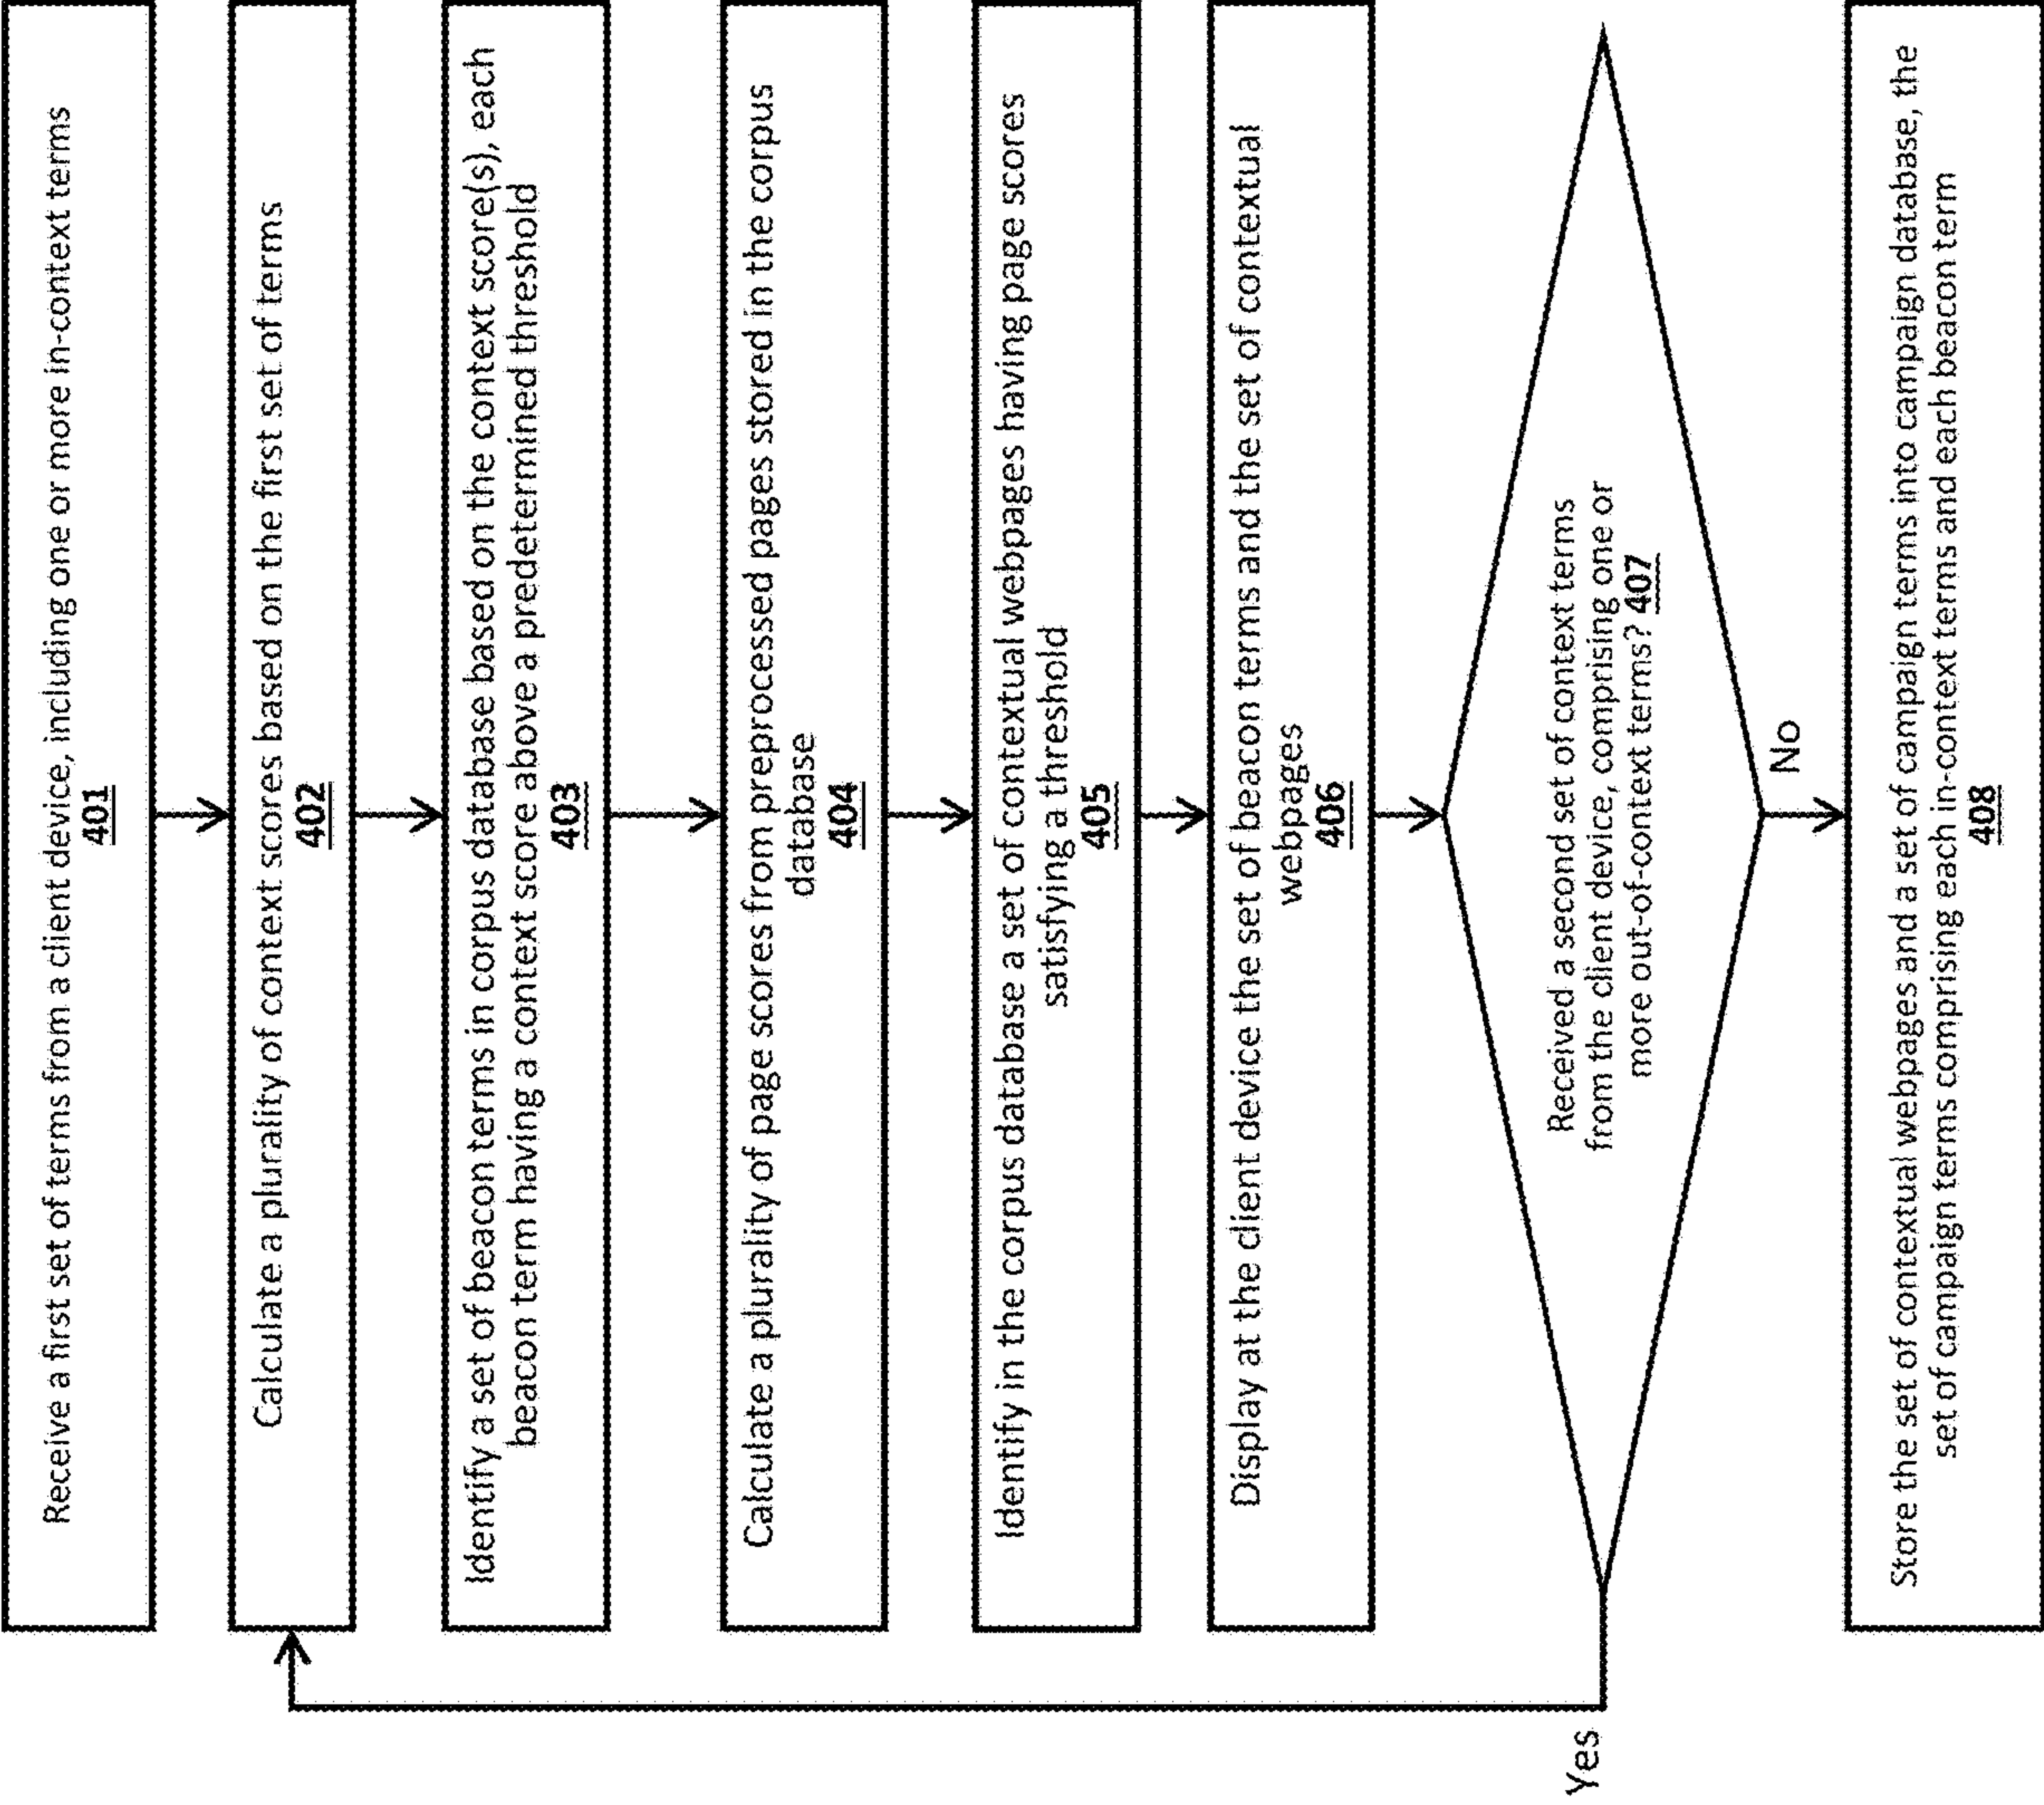 Receive a first set of terms from a client device, including one or more in-context terms
401
Calculate a plurality of context scores based on the first set of terms
402
Identify a set of beacon terms in corpus database based on the context score(s), each
beacon term having a context score above a predetermined threshold
403
Calculate a plurality of page scores from preprocessed pages stored in the corpus
database
404
Identify in the corpus database a set of contextual webpages having page scores
satisfying a threshold
405
Display at the client device the set of beacon terms and the set of contextual
webpages
406
Received a second set of context terms
from the client device, comprising one or
more out-of-context terms? 407
Yes
No
Store the set of contextual webpages and a set of campaign terms into campaign database, the
set of campaign terms comprising each in-context terms and each beacon term
408